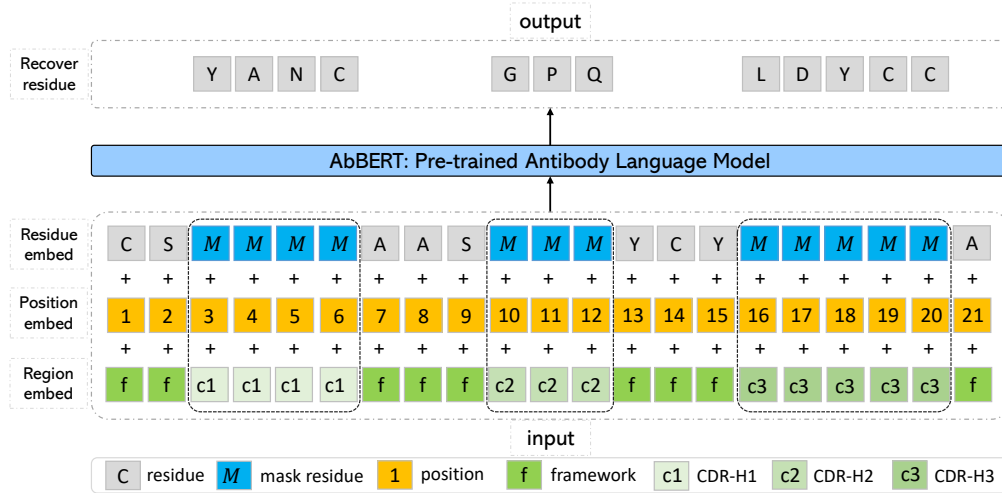 output
Recover residue
Y A N C G P Q L D Y C C
AbBERT: Pre-trained Antibody Language Model
Residue embed
C S M M M M A A S M M M Y C Y M M M M M A
+ + + + + + + + + + + + + + + + + + + + +
Position embed
1 2 3 4 5 6 7 8 9 10 11 12 13 14 15 16 17 18 19 20 21
+ + + + + + + + + + + + + + + + + + + + +
Region embed
f f c1 c1 c1 c1 f f f c2 c2 c2 f f f c3 c3 c3 c3 c3 f
input
C residue M mask residue 1 position f framework c1 CDR-H1 c2 CDR-H2 c3 CDR-H3